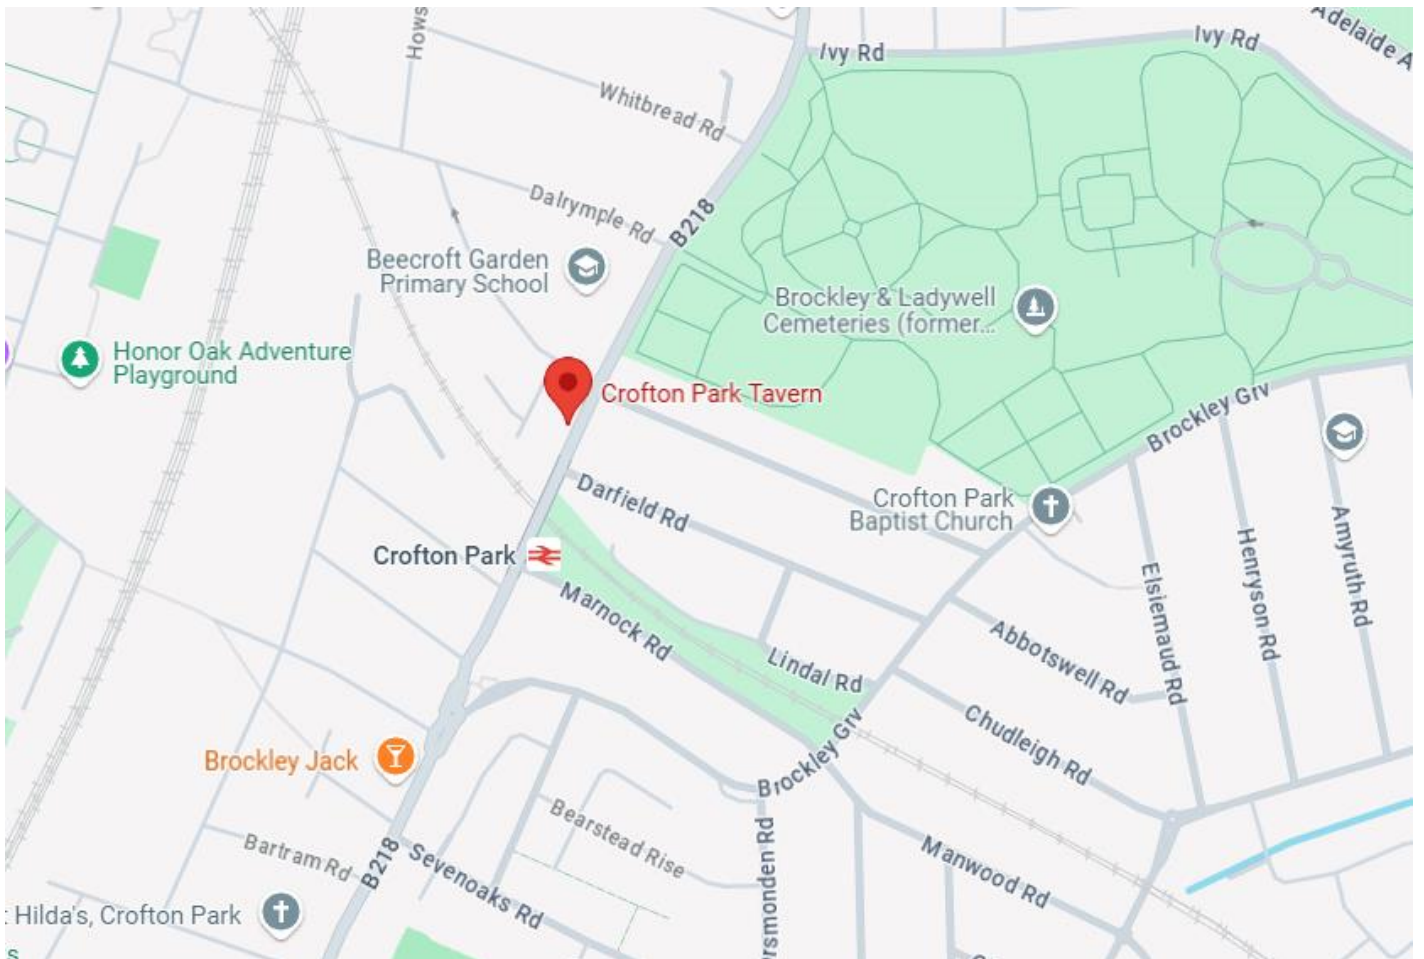 Hows
Ivy Rd
Ivy Rd
Adelaide A
Whitbread Rd
Dalrymple Rd
B218
Beecroft Garden
Primary School
Brockley & Ladywell
Cemeteries (former...
Honor Oak Adventure
Playground
Crofton Park Tavern
Brockley Grv
Darfield Rd
Crofton Park
Baptist Church
Crofton Park
Marnock Rd
Elsiemaud Rd
Henryson Rd
Amyruth Rd
Abbotswell Rd
Lindal Rd
Chudleigh Rd
Brockley Grv
Brockley Jack
Bearstead Rise
Bartram Rd
B218
Sevenoaks Rd
rsmonden Rd
Manwood Rd
Hilda's, Crofton Park
s